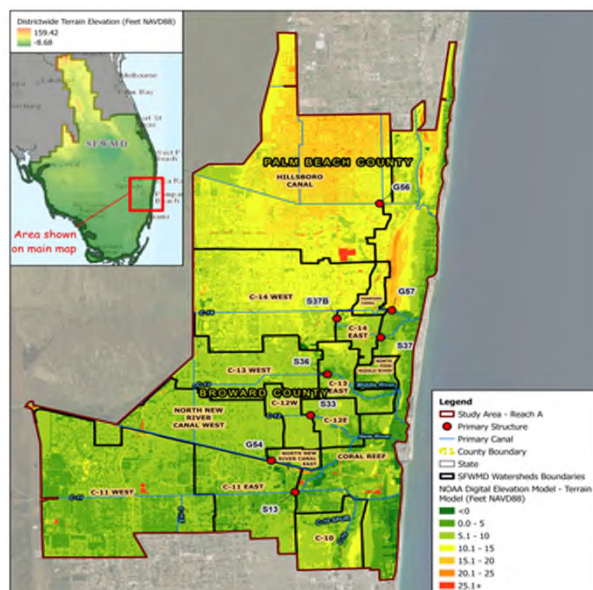 Districtwide Terrain Elevation (Feet NAVD88)
159.42
-8.68
Melbourne
SFWMD
Area shown
on main map
PALM BEACH COUNTY
HILLSBORO
CANAL
G56
C-14 WEST
S37B
G57
C-14
EAST
S37
C-14
S36
C-13 WEST
C-13
EAST
C-13
BROWARD COUNTY
S33
C-12W
C-12E
NORTH NEW
RIVER
CANAL WEST
G54
NORTH NEW
RIVER CANAL
EAST
CORAL REEF
C-11 WEST
C-11 EAST
C-11
S13
C-10
Legend
Study Area - Reach A
Primary Structure
Primary Canal
County Boundary
State
SFWMD Watersheds Boundaries
NOAA Digital Elevation Model - Terrain
Model (Feet NAVD88)
<0
0.0 - 5
5.1 - 10
10.1 - 15
15.1 - 20
20.1 - 25
25.1+